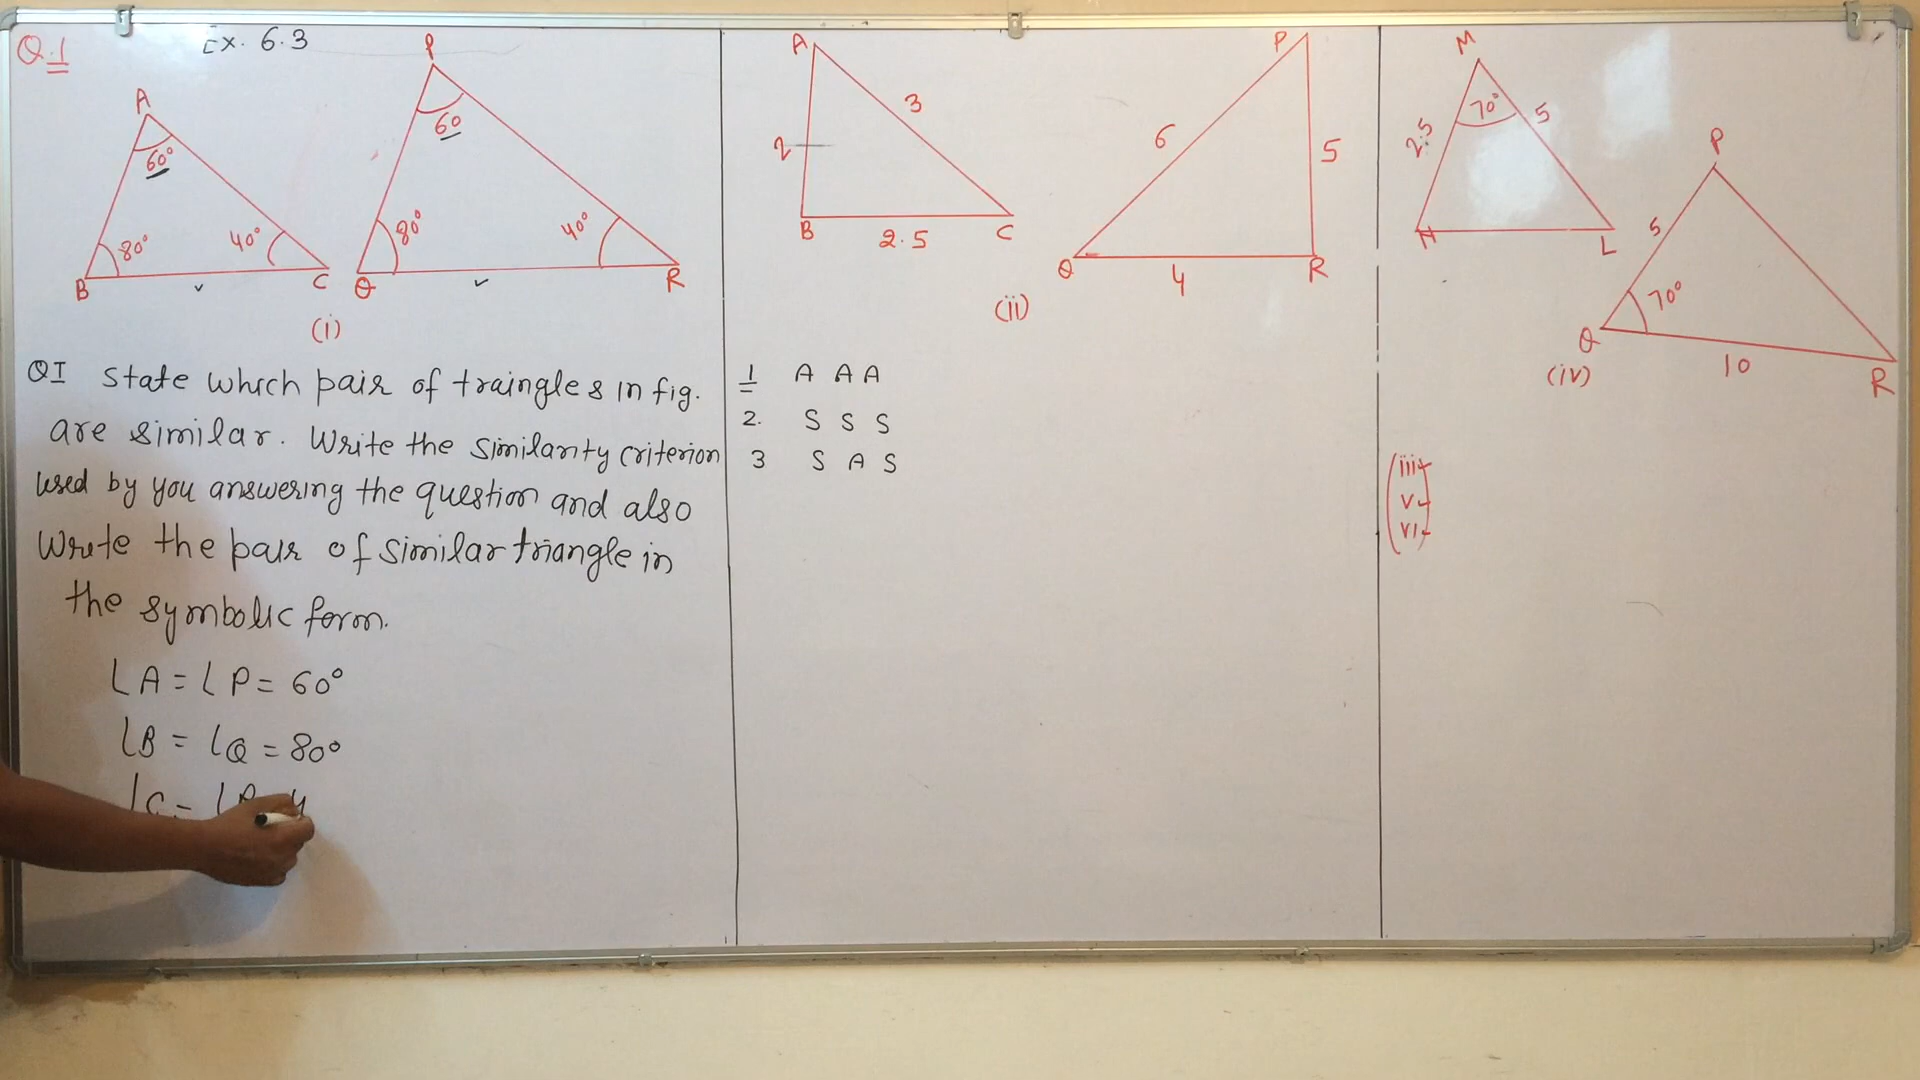 Q.1
Ex. 6.3
A
60°
80°
40°
B
C
P
60
80°
40°
Q
R
(i)
A
2
3
B
2.5
C
P
6
5
Q
4
R
(ii)
M
70°
2.5
5
N
L
P
5
70°
Q
10
R
(iv)
QI State which pair of traingles in fig.
are similar. Write the similarity criterion
used by you answering the question and also
Write the pair of similar triangle in
the symbolic form.
∠A = ∠P = 60°
∠B = ∠Q = 80°
∠C = ∠R = 4
1 A A A
2. S S S
3 S A S
(iii
v
vi)